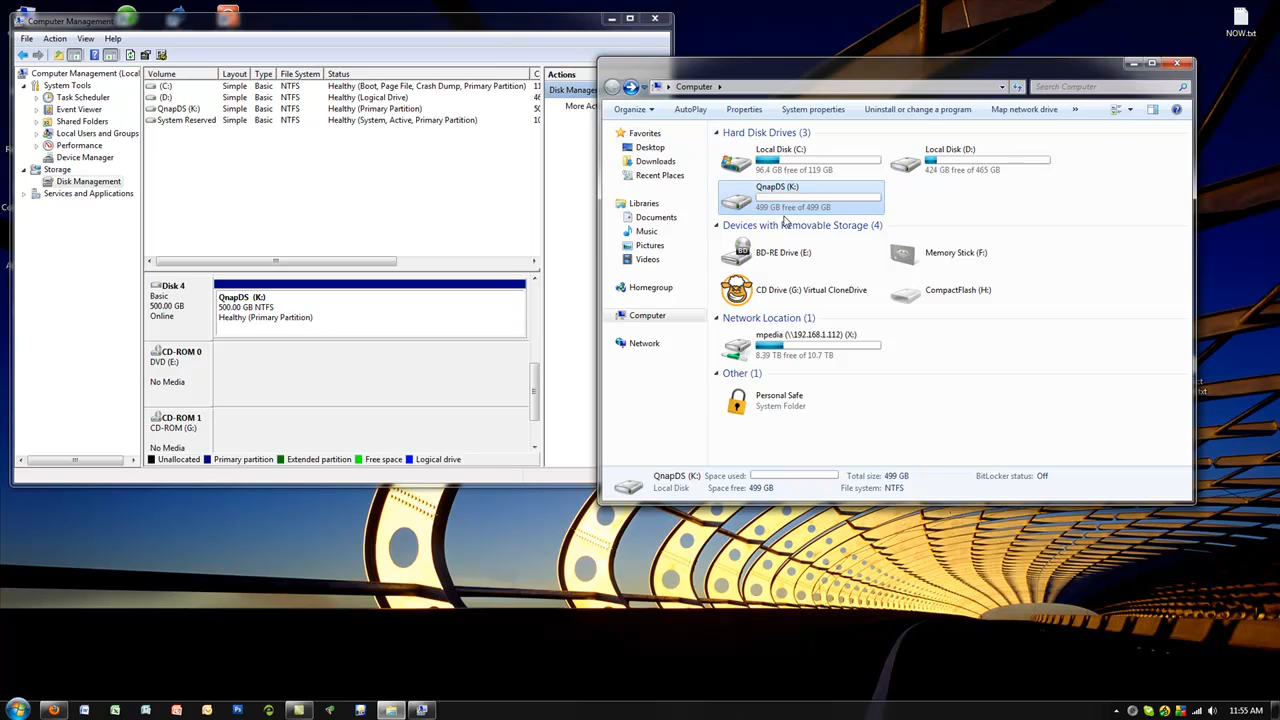 NOW.txt
Computer Management
File Action View Help
Computer Management (Local
System Tools
Task Scheduler
Event Viewer
Shared Folders
Local Users and Groups
Performance
Device Manager
Storage
Disk Management
Services and Applications
Volume Layout Type File System Status C
(C:) Simple Basic NTFS Healthy (Boot, Page File, Crash Dump, Primary Partition) 11
(D:) Simple Basic NTFS Healthy (Logical Drive) 46
QnapDS (K:) Simple Basic NTFS Healthy (Primary Partition) 50
System Reserved Simple Basic NTFS Healthy (System, Active, Primary Partition) 10
Actions
Disk Manage
More Ac
Disk 4
Basic
500.00 GB
Online
QnapDS (K:)
500.00 GB NTFS
Healthy (Primary Partition)
CD-ROM 0
DVD (E:)
No Media
CD-ROM 1
CD-ROM (G:)
No Media
Unallocated Primary partition Extended partition Free space Logical drive
Computer
Search Computer
Organize AutoPlay Properties System properties Uninstall or change a program Map network drive »
Favorites
Desktop
Downloads
Recent Places
Libraries
Documents
Music
Pictures
Videos
Homegroup
Computer
Network
Hard Disk Drives (3)
Local Disk (C:)
96.4 GB free of 119 GB
Local Disk (D:)
424 GB free of 465 GB
QnapDS (K:)
499 GB free of 499 GB
Devices with Removable Storage (4)
BD-RE Drive (E:)
Memory Stick (F:)
CD Drive (G:) Virtual CloneDrive
CompactFlash (H:)
Network Location (1)
mpedia (\\192.168.1.112) (X:)
8.39 TB free of 10.7 TB
Other (1)
Personal Safe
System Folder
QnapDS (K:) Space used: Total size: 499 GB BitLocker status: Off
Local Disk Space free: 499 GB File system: NTFS
11:55 AM